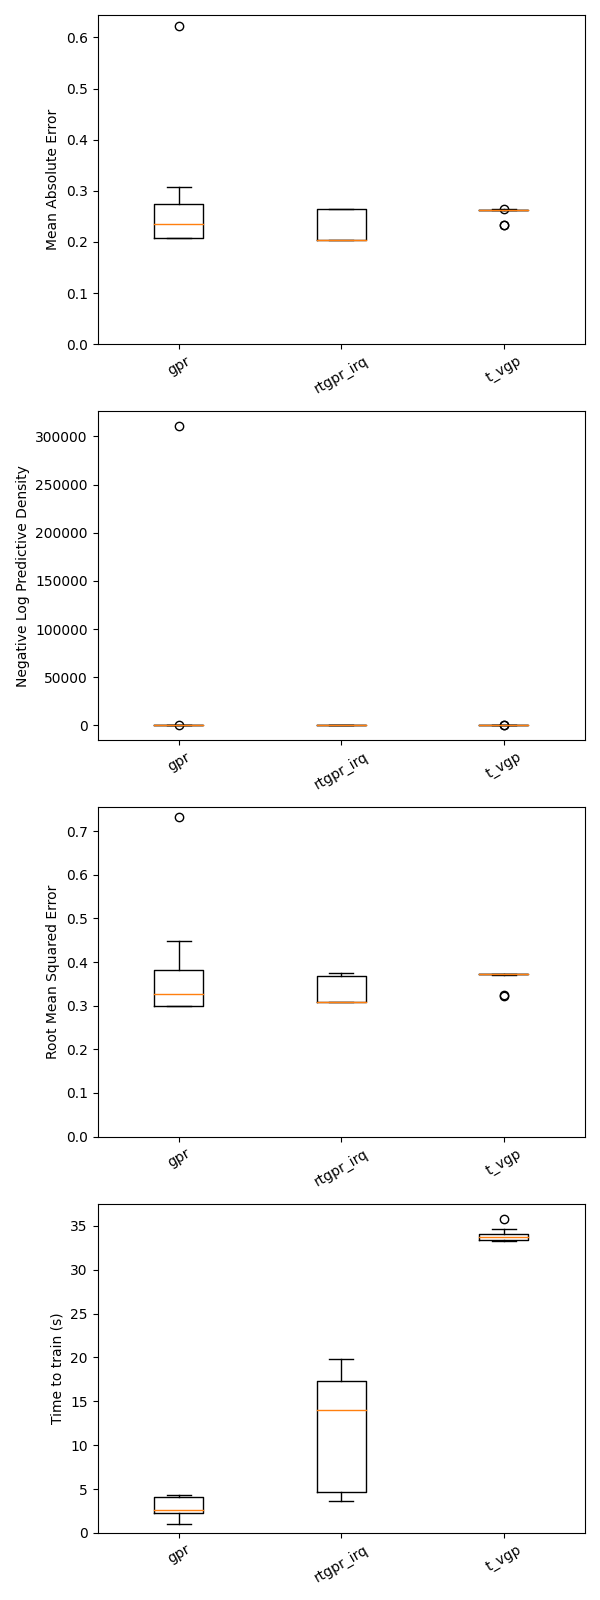 Mean Absolute Error
0.6
0.5
0.4
0.3
0.2
0.1
0.0
gpr
rtgpr_irq
t_vgp
Negative Log Predictive Density
300000
250000
200000
150000
100000
50000
0
gpr
rtgpr_irq
t_vgp
Root Mean Squared Error
0.7
0.6
0.5
0.4
0.3
0.2
0.1
0.0
gpr
rtgpr_irq
t_vgp
Time to train (s)
35
30
25
20
15
10
5
0
gpr
rtgpr_irq
t_vgp